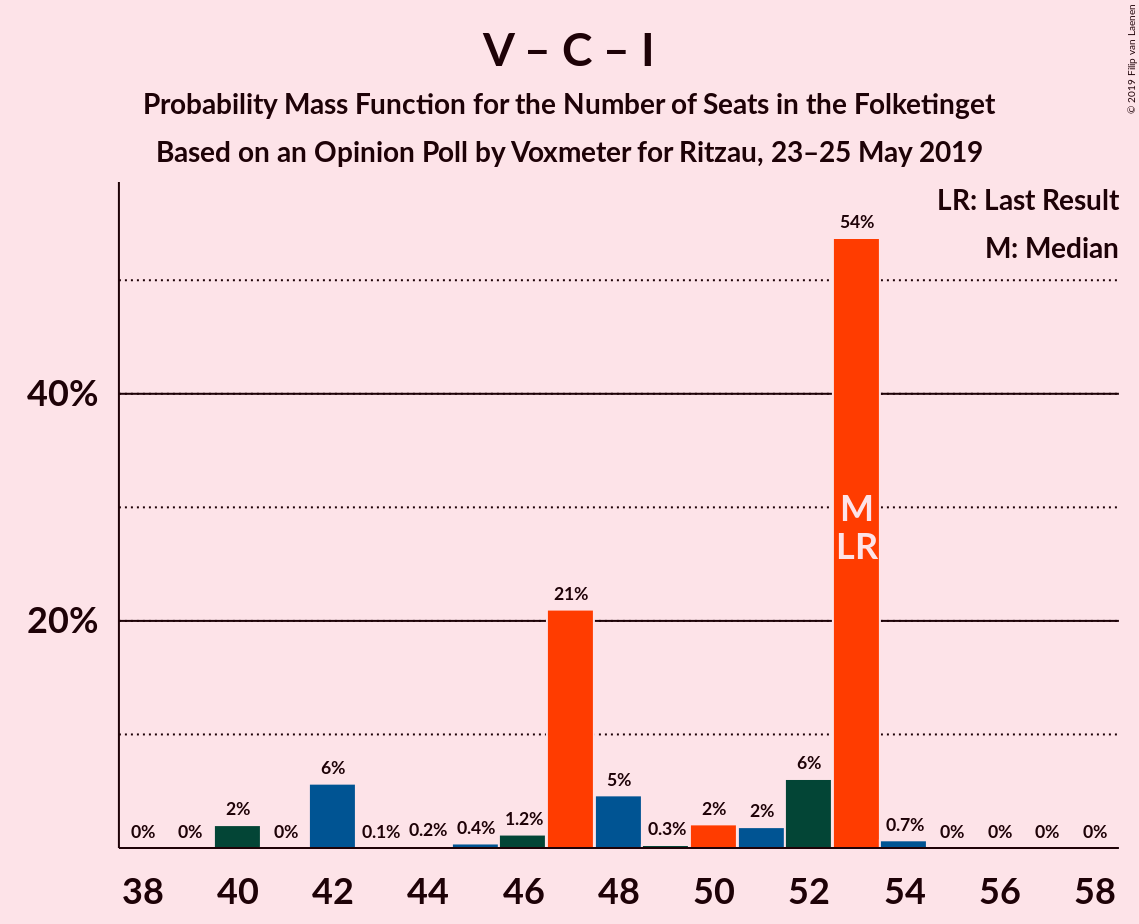 V – C – I
Probability Mass Function for the Number of Seats in the Folketinget
Based on an Opinion Poll by Voxmeter for Ritzau, 23–25 May 2019
© 2019 Filip van Laenen
LR: Last Result
M: Median
40%
20%
0%
0%
2%
0%
6%
0.1%
0.2%
0.4%
1.2%
21%
5%
0.3%
2%
2%
6%
54%
0.7%
0%
0%
0%
0%
M
LR
38 40 42 44 46 48 50 52 54 56 58